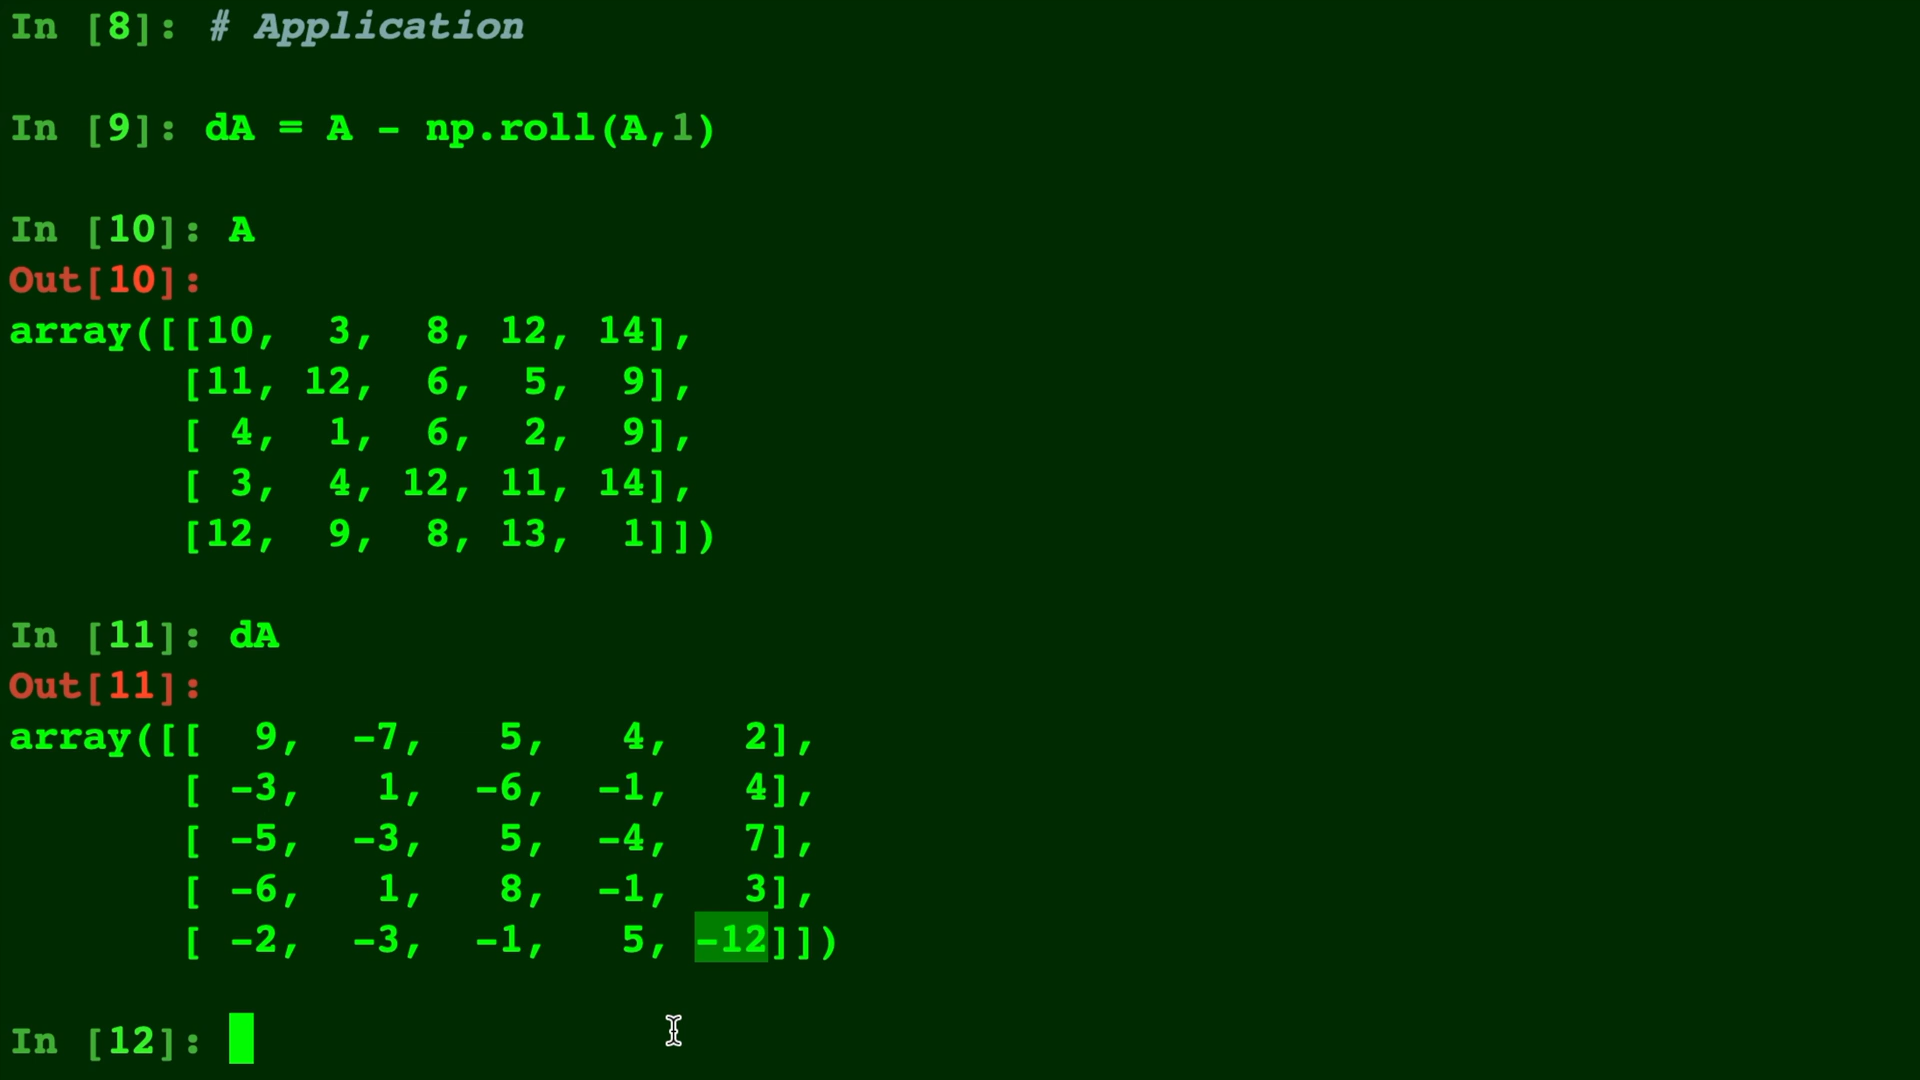 In [8]: # Application
In [9]: dA = A - np.roll(A,1)
In [10]: A
Out[10]:
array([[10,  3,  8, 12, 14],
       [11, 12,  6,  5,  9],
       [ 4,  1,  6,  2,  9],
       [ 3,  4, 12, 11, 14],
       [12,  9,  8, 13,  1]])
In [11]: dA
Out[11]:
array([[  9,  -7,   5,   4,   2],
       [ -3,   1,  -6,  -1,   4],
       [ -5,  -3,   5,  -4,   7],
       [ -6,   1,   8,  -1,   3],
       [ -2,  -3,  -1,   5, -12]])
In [12]: